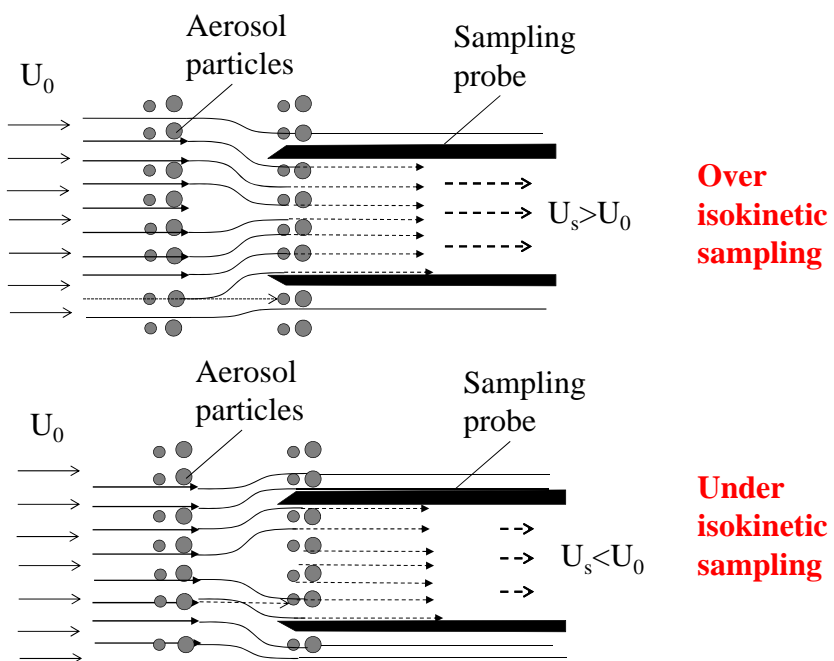 Aerosol
particles
Sampling
probe
U₀
Uₛ>U₀
Over
isokinetic
sampling
Aerosol
particles
Sampling
probe
U₀
Uₛ<U₀
Under
isokinetic
sampling